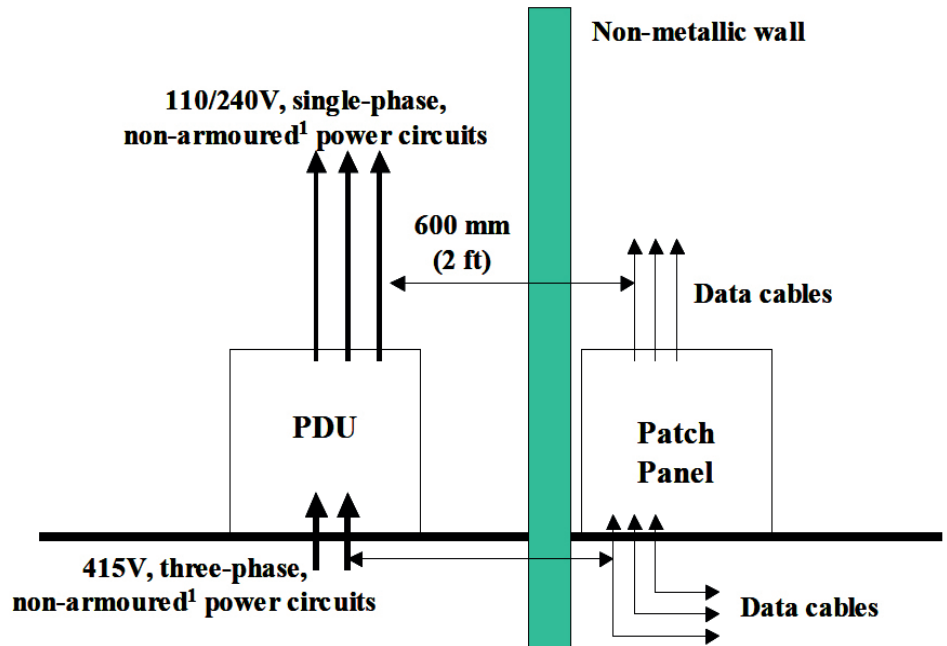 Non-metallic wall
110/240V, single-phase,
non-armoured¹ power circuits
600 mm
(2 ft)
Data cables
PDU
Patch
Panel
415V, three-phase,
non-armoured¹ power circuits
Data cables